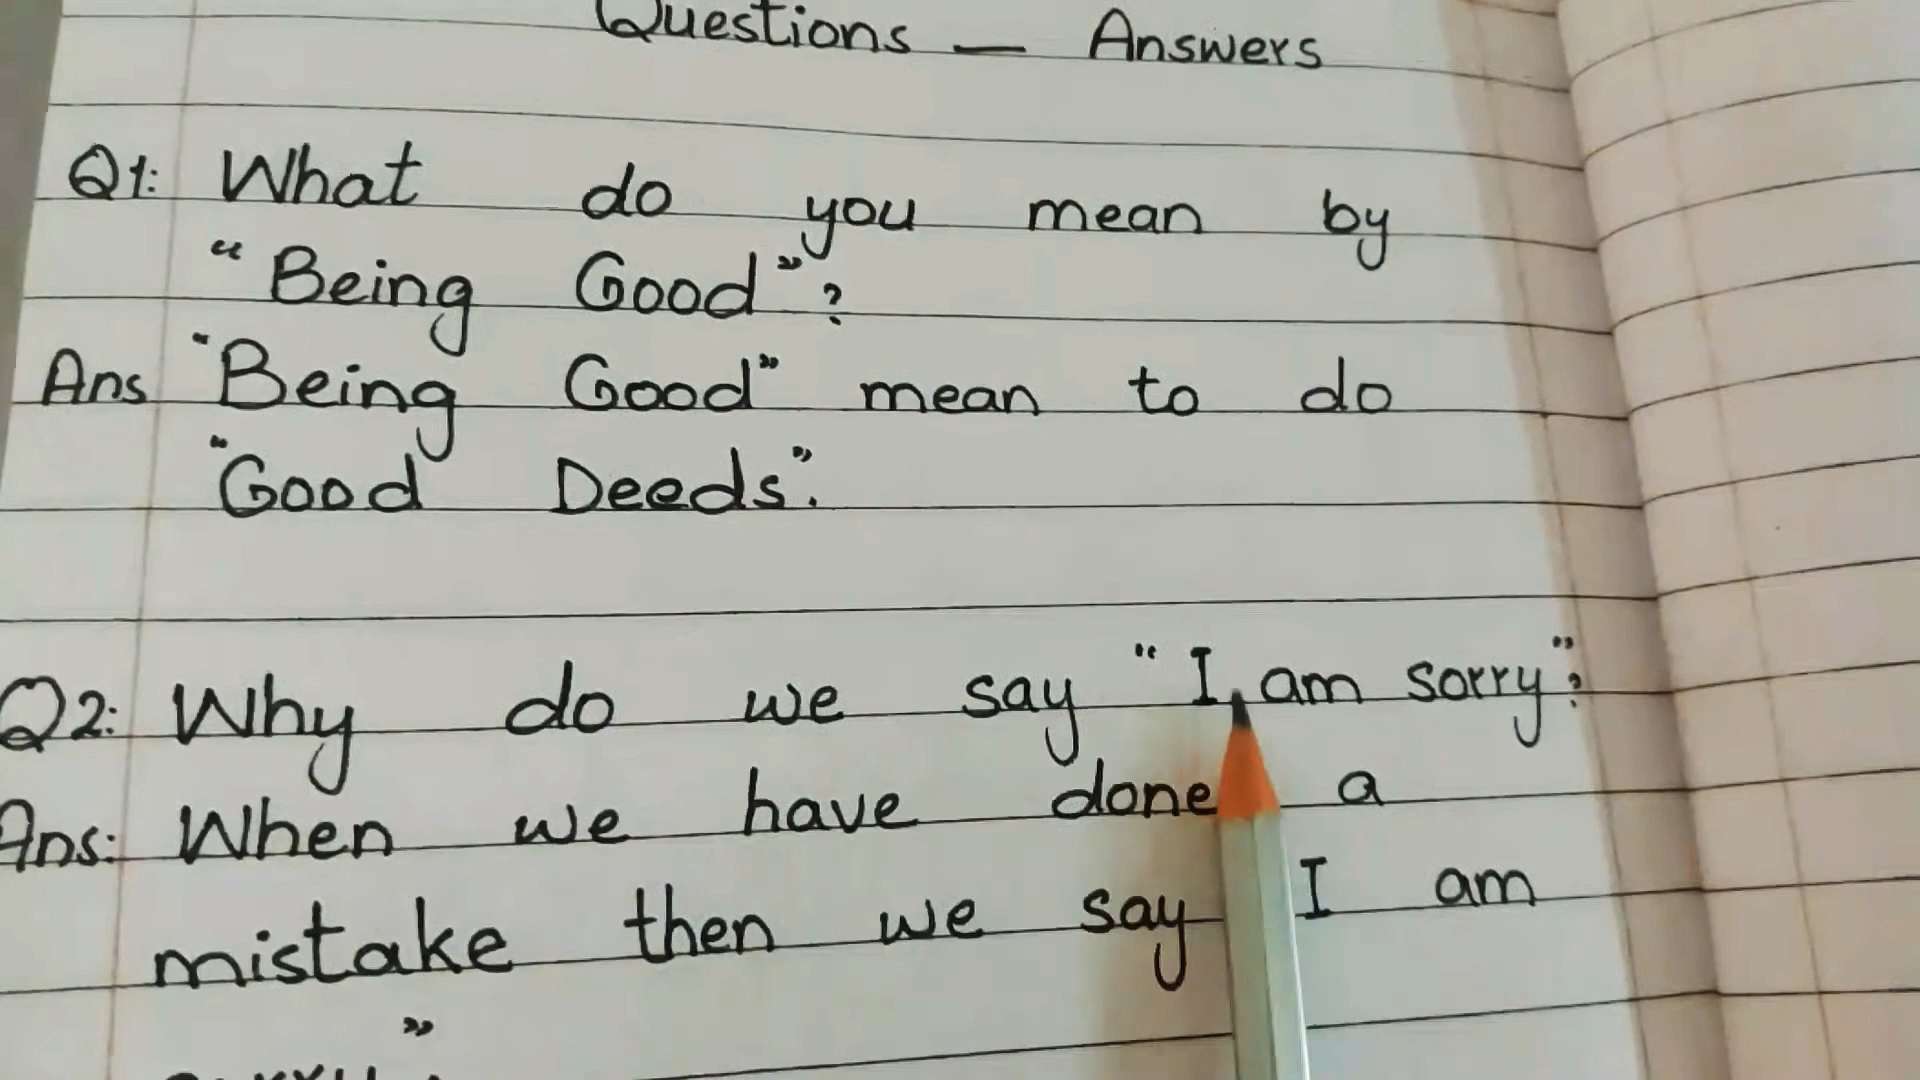 Questions — Answers
Q1: What do you mean by
"Being Good"?
Ans "Being Good" mean to do
"Good Deeds".
Q2: Why do we say "I am sorry"?
Ans: When we have done a
mistake then we say I am